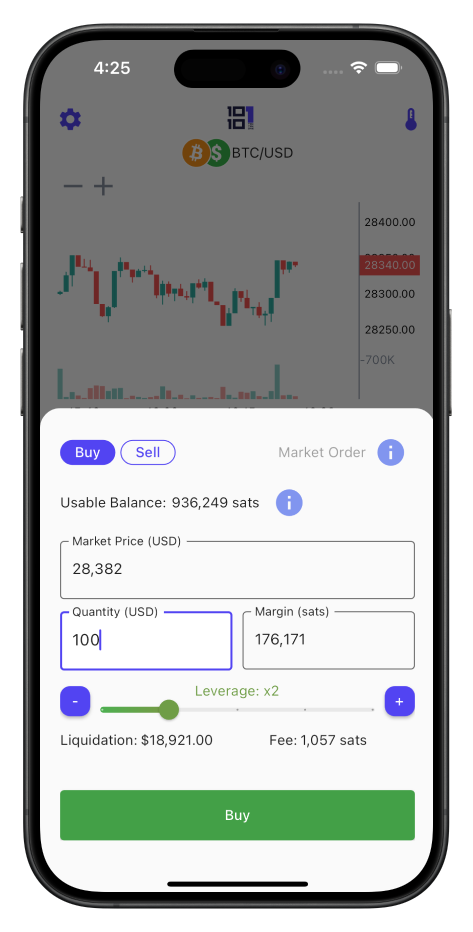 4:25
101
101
BTC/USD
28400.00
28340.00
28300.00
28250.00
-700K
Buy
Sell
Market Order
Usable Balance: 936,249 sats
Market Price (USD)
28,382
Quantity (USD)
Margin (sats)
100
176,171
Leverage: x2
-
+
Liquidation: $18,921.00
Fee: 1,057 sats
Buy